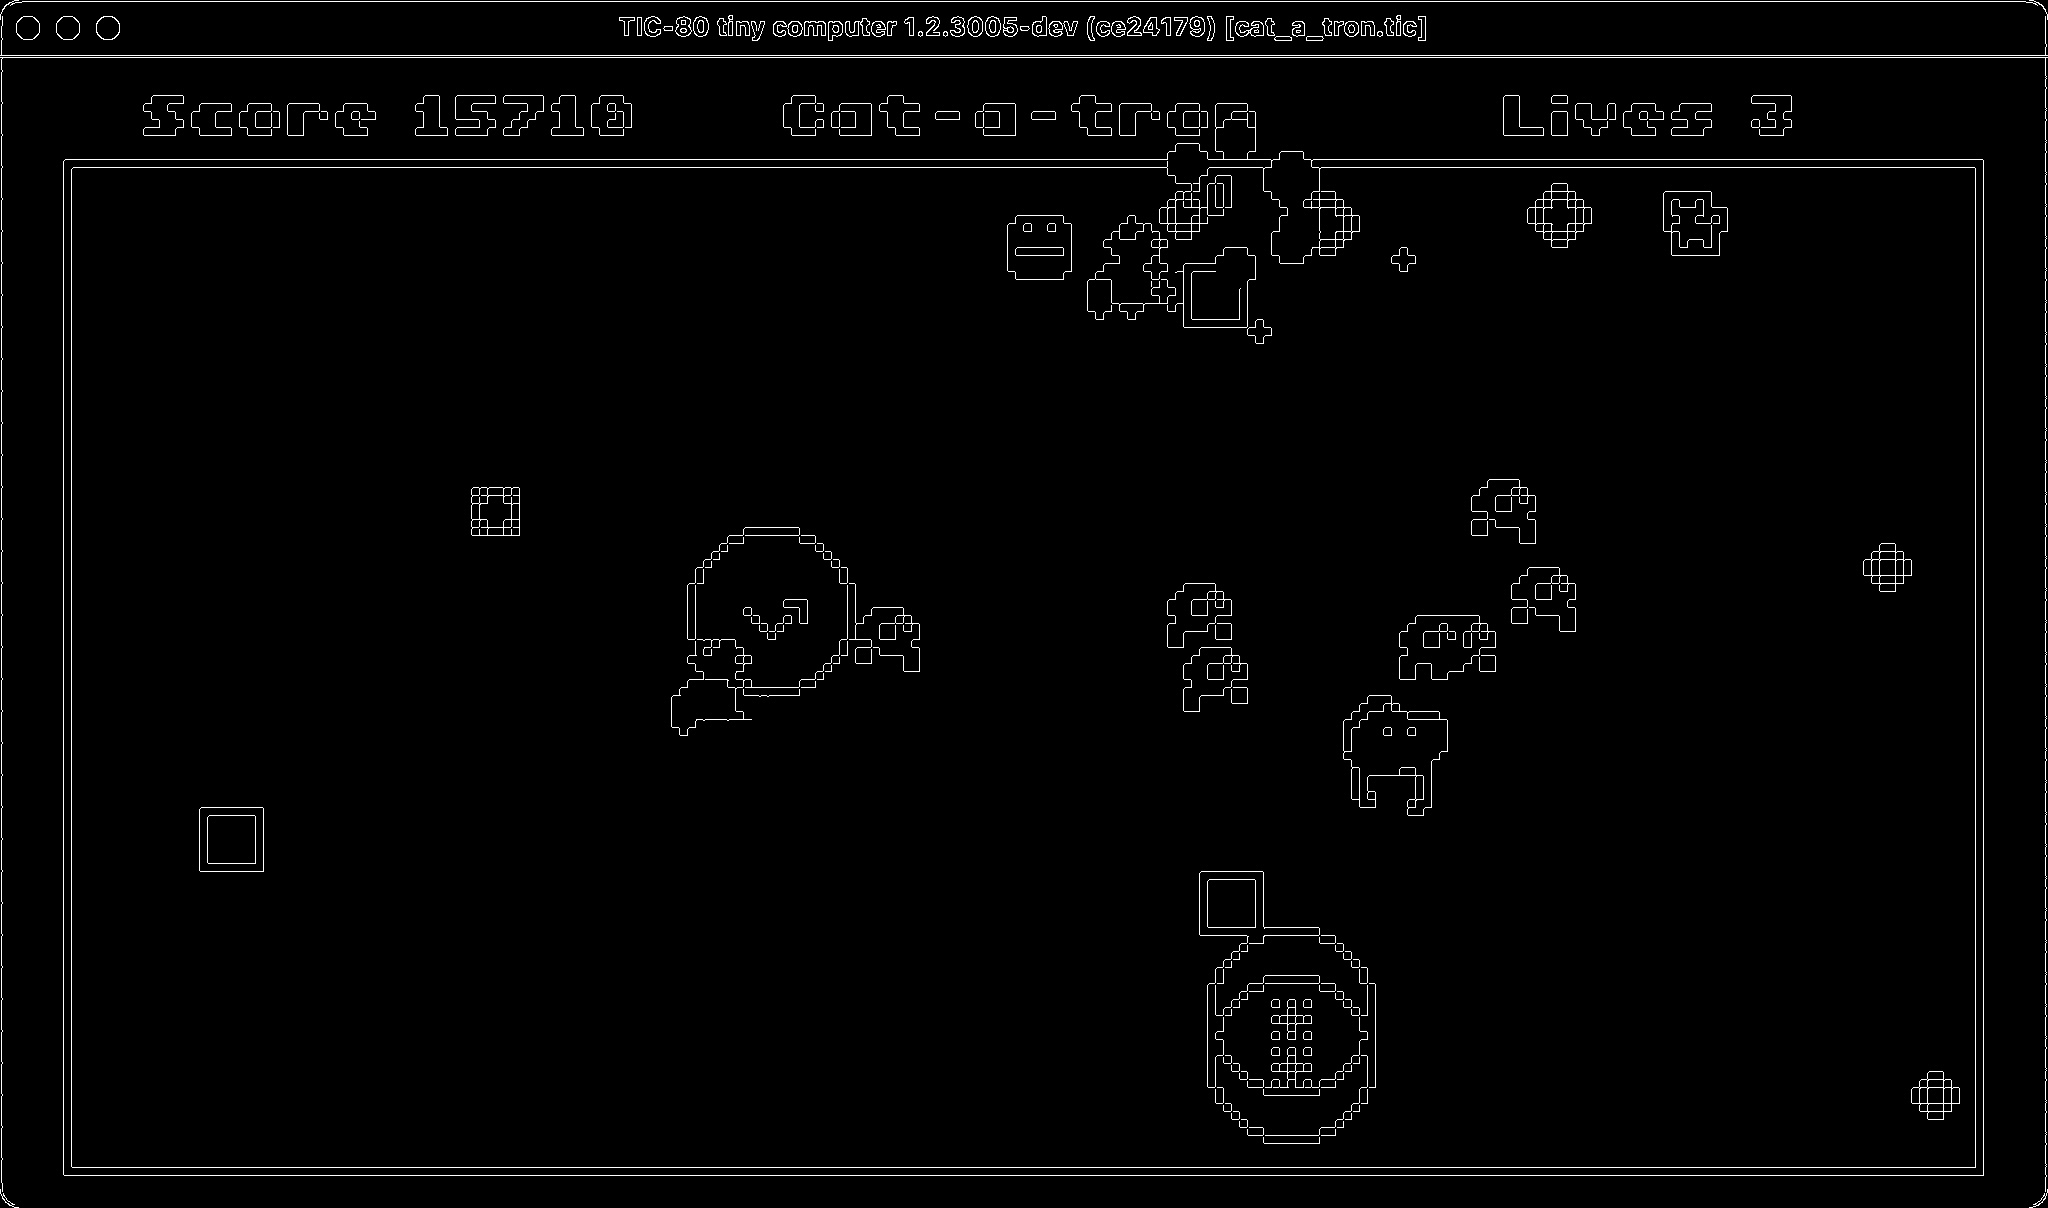 TIC-80 tiny computer 1.2.3005-dev (ce24179) [cat_a_tron.tic]
Score 15710 Cat-a-tron Lives 3